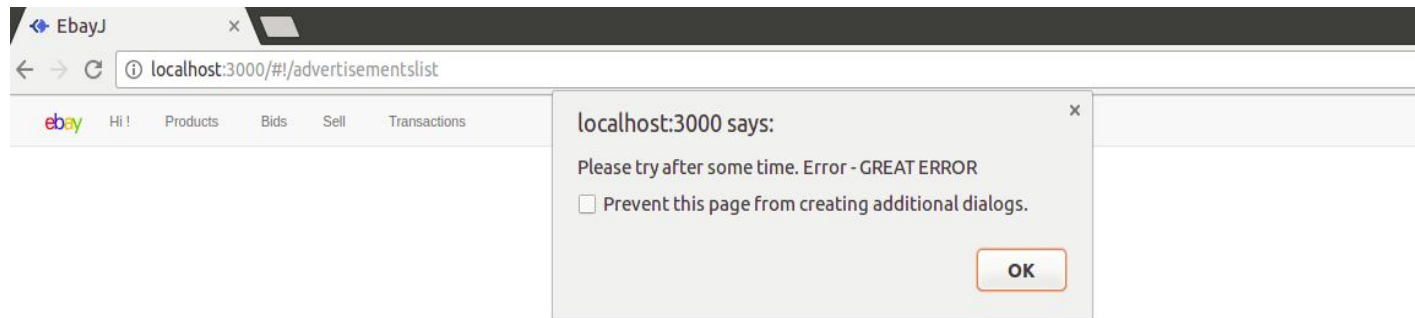 EbayJ
localhost:3000/#!/advertisementslist
ebay Hi ! Products Bids Sell Transactions
localhost:3000 says:
Please try after some time. Error - GREAT ERROR
Prevent this page from creating additional dialogs.
OK